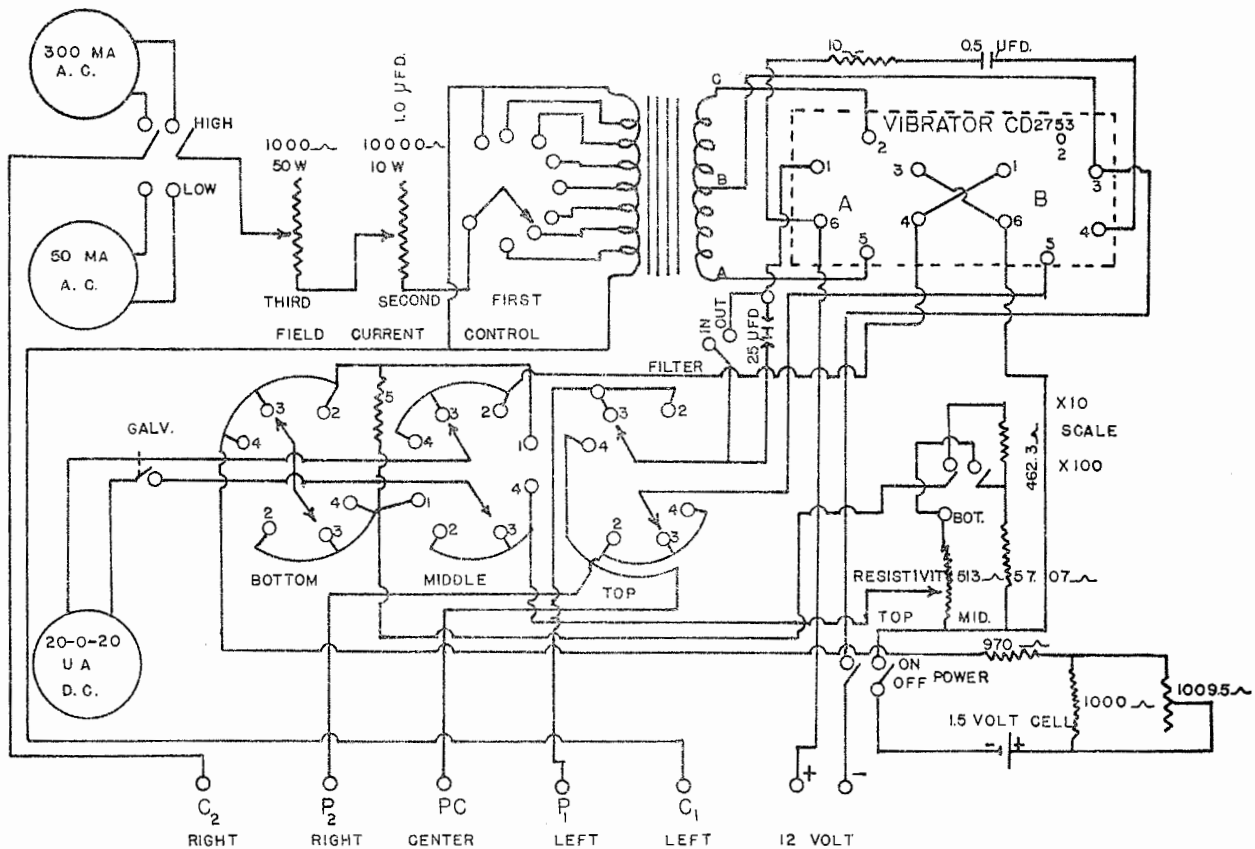 300 MA
A. C.
HIGH
LOW
50 MA
A. C.
1000
50 W
10000
10 W
1.0 µFD.
THIRD SECOND FIRST
FIELD CURRENT CONTROL
C
B
A
10
0.5 µFD.
VIBRATOR CD2753
1 2 3 1 2 3
A B
6 4 6 4
5 5
IN OUT
25 UFD
FILTER
GALV.
4 3 2
5
4 3 2 1
4
3 2
4
2 3 4
BOTTOM
1 2 3
MIDDLE
2 3 4
TOP
X10
SCALE
X100
462.3
BOT.
RESISTIVIT 513 57.07
TOP MID.
20-0-20
U A
D. C.
970
ON
OFF POWER
1000
1009.5
1.5 VOLT CELL
- +
+ -
C2 P2 PC P1 C1
RIGHT RIGHT CENTER LEFT LEFT 12 VOLT